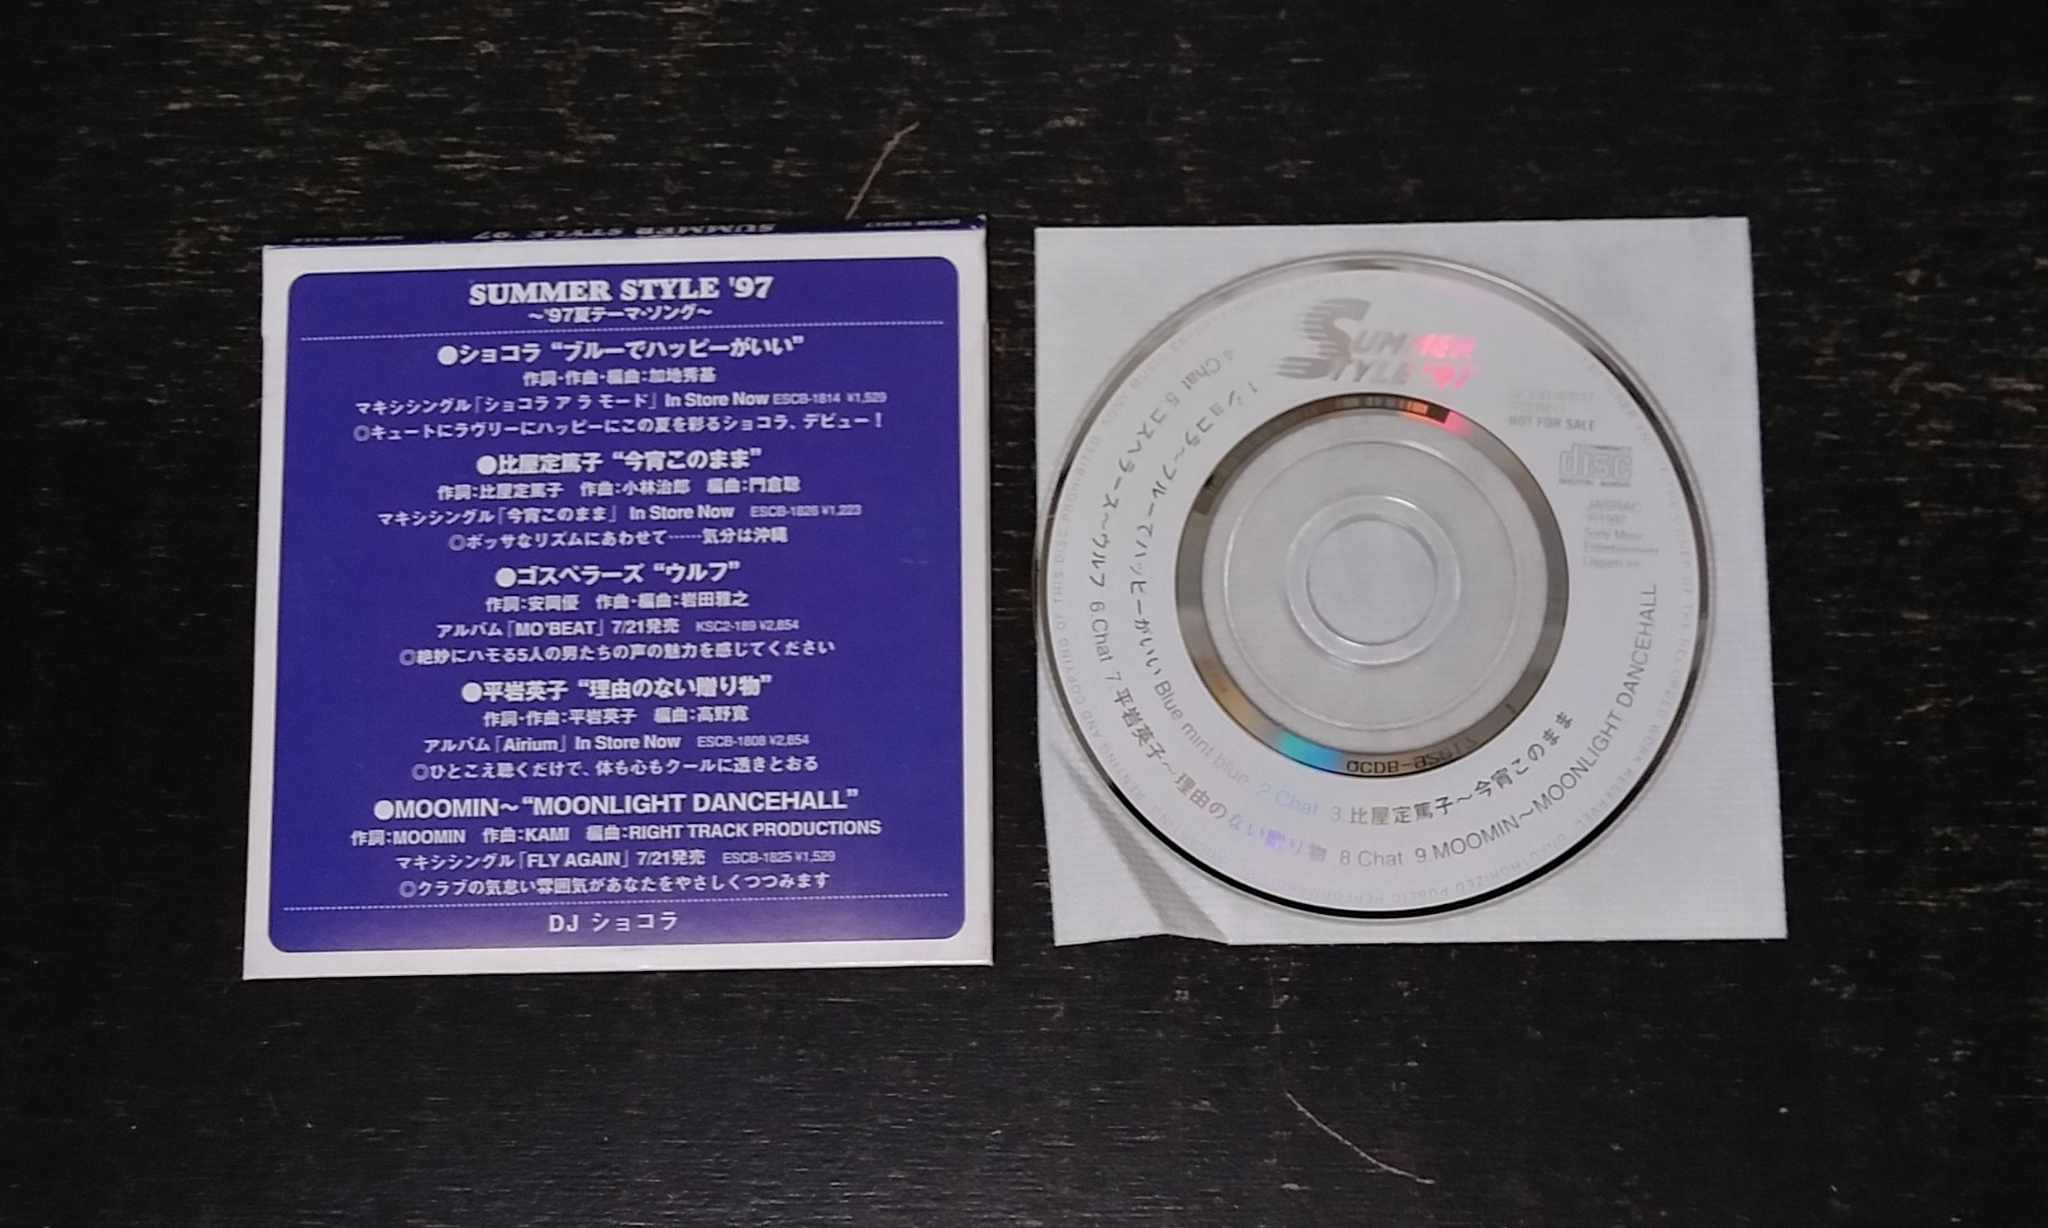 SUMMER STYLE '97
SUMMER STYLE '97
～'97夏テーマ・ソング～
●ショコラ “ブルーでハッピーがいい”
作詞・作曲・編曲：加地秀基
マキシシングル「ショコラ ア ラ モード」 In Store Now ESCB-1814 ¥1,529
◎キュートにラヴリーにハッピーにこの夏を彩るショコラ、デビュー！
●比屋定篤子 “今宵このまま”
作詞：比屋定篤子 作曲：小林治郎 編曲：門倉聡
マキシシングル「今宵このまま」 In Store Now ESCB-1826 ¥1,223
◎ボッサなリズムにあわせて……気分は沖縄
●ゴスペラーズ “ウルフ”
作詞：安岡優 作曲・編曲：岩田雅之
アルバム「MO'BEAT」 7/21発売 KSC2-189 ¥2,854
◎絶妙にハモる5人の男たちの声の魅力を感じてください
●平岩英子 “理由のない贈り物”
作詞・作曲：平岩英子 編曲：高野寛
アルバム「Airium」 In Store Now ESCB-1808 ¥2,854
◎ひとこえ聴くだけで、体も心もクールに透きとおる
●MOOMIN～“MOONLIGHT DANCEHALL”
作詞：MOOMIN 作曲：KAMI 編曲：RIGHT TRACK PRODUCTIONS
マキシシングル「FLY AGAIN」 7/21発売 ESCB-1825 ¥1,529
◎クラブの気怠い雰囲気があなたをやさしくつつみます
DJ ショコラ
SUMMER
STYLE '97
NOT FOR SALE
disc
DIGITAL AUDIO
Sony Music
Entertainment
1 ショコラ～ブルーでハッピーがいい Blue mint blue 2 Chat 3.比屋定篤子～今宵このまま
4 Chat 5 ゴスペラーズ～ウルフ 6 Chat 7 平岩英子～理由のない贈り物 8 Chat 9.MOOMIN～MOONLIGHT DANCEHALL